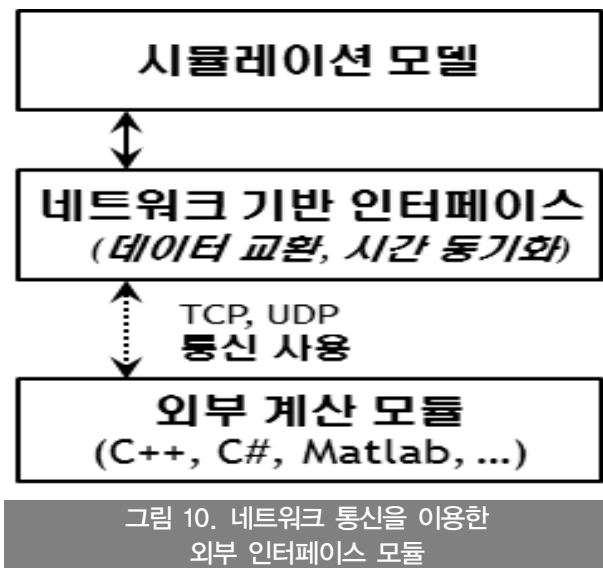 시뮬레이션 모델
네트워크 기반 인터페이스
(데이터 교환, 시간 동기화)
TCP, UDP
통신 사용
외부 계산 모듈
(C++, C#, Matlab, ...)
그림 10. 네트워크 통신을 이용한
외부 인터페이스 모듈